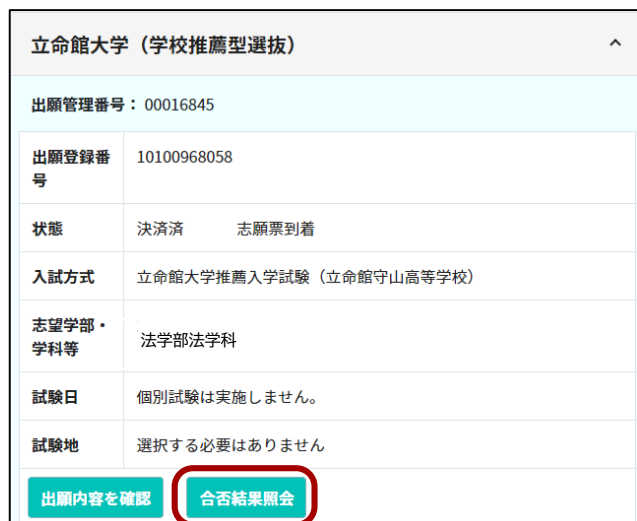 立命館大学（学校推薦型選抜）
出願管理番号： 00016845
出願登録番号 10100968058
状態 決済済 志願票到着
入試方式 立命館大学推薦入学試験（立命館守山高等学校）
志望学部・
学科等 法学部法学科
試験日 個別試験は実施しません。
試験地 選択する必要はありません
出願内容を確認 合否結果照会